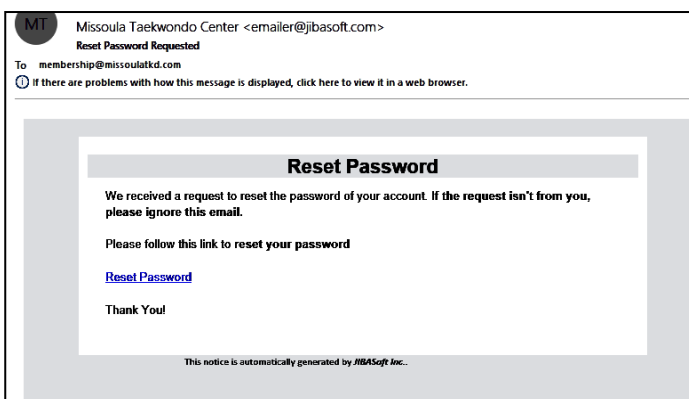 MT
Missoula Taekwondo Center <emailer@jibasoft.com>
Reset Password Requested
To membership@missoulatkd.com
i If there are problems with how this message is displayed, click here to view it in a web browser.
Reset Password
We received a request to reset the password of your account. If the request isn't from you,
please ignore this email.
Please follow this link to reset your password
Reset Password
Thank You!
This notice is automatically generated by JIBASoft Inc..